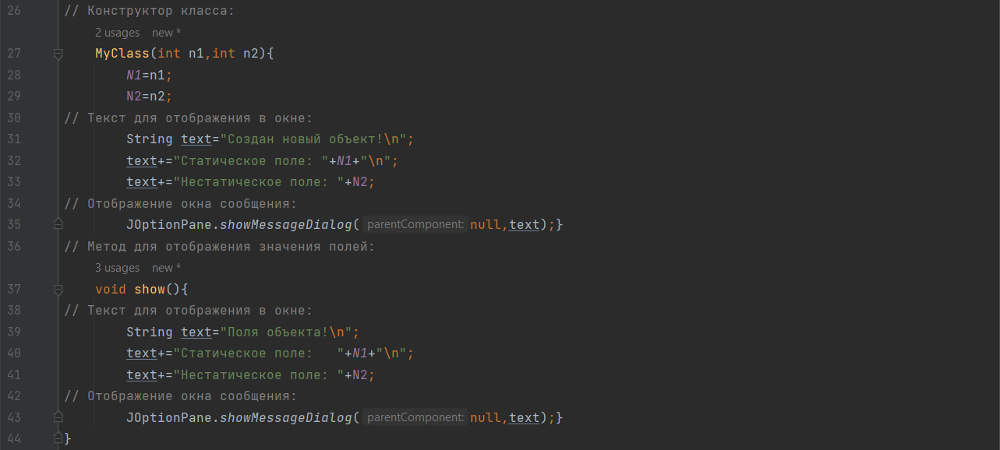 26 // Конструктор класса:
2 usages new *
27 MyClass(int n1,int n2){
28 N1=n1;
29 N2=n2;
30 // Текст для отображения в окне:
31 String text="Создан новый объект!\n";
32 text+="Статическое поле: "+N1+"\n";
33 text+="Нестатическое поле: "+N2;
34 // Отображение окна сообщения:
35 JOptionPane.showMessageDialog( parentComponent: null,text);}
36 // Метод для отображения значения полей:
3 usages new *
37 void show(){
38 // Текст для отображения в окне:
39 String text="Поля объекта!\n";
40 text+="Статическое поле:   "+N1+"\n";
41 text+="Нестатическое поле: "+N2;
42 // Отображение окна сообщения:
43 JOptionPane.showMessageDialog( parentComponent: null,text);}
44 }